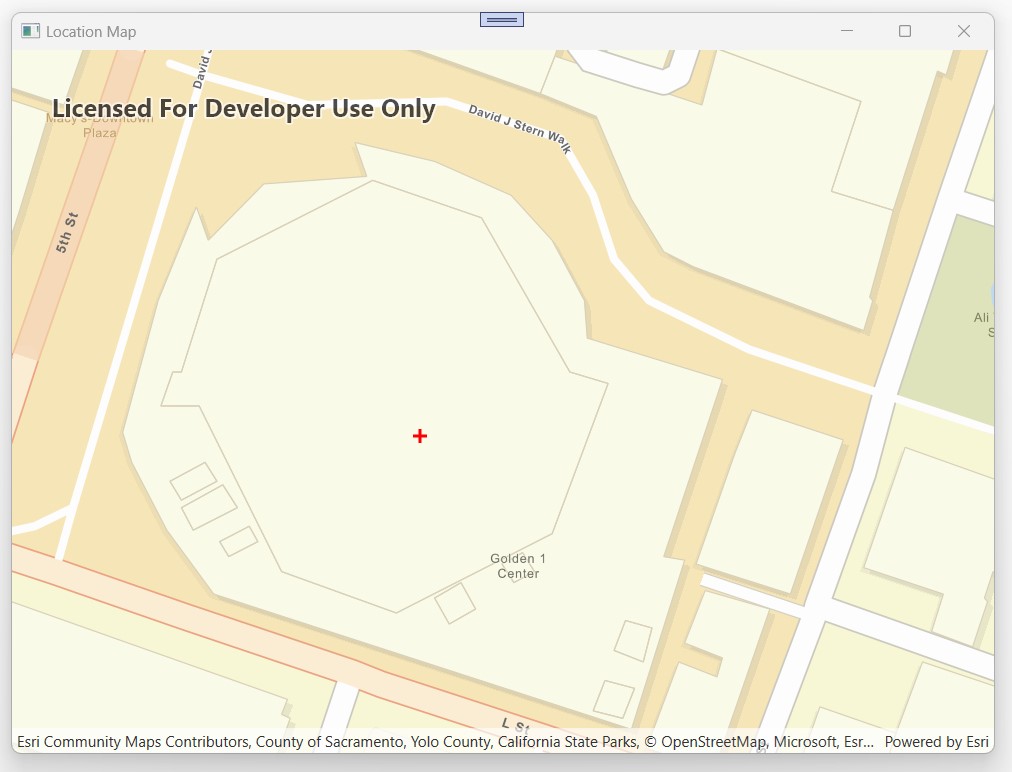 Location Map
David J
Licensed For Developer Use Only
Macy's-Downtown
Plaza
David J Stern Walk
5th St
Ali
S
Golden 1
Center
L St
Esri Community Maps Contributors, County of Sacramento, Yolo County, California State Parks, © OpenStreetMap, Microsoft, Esr... Powered by Esri